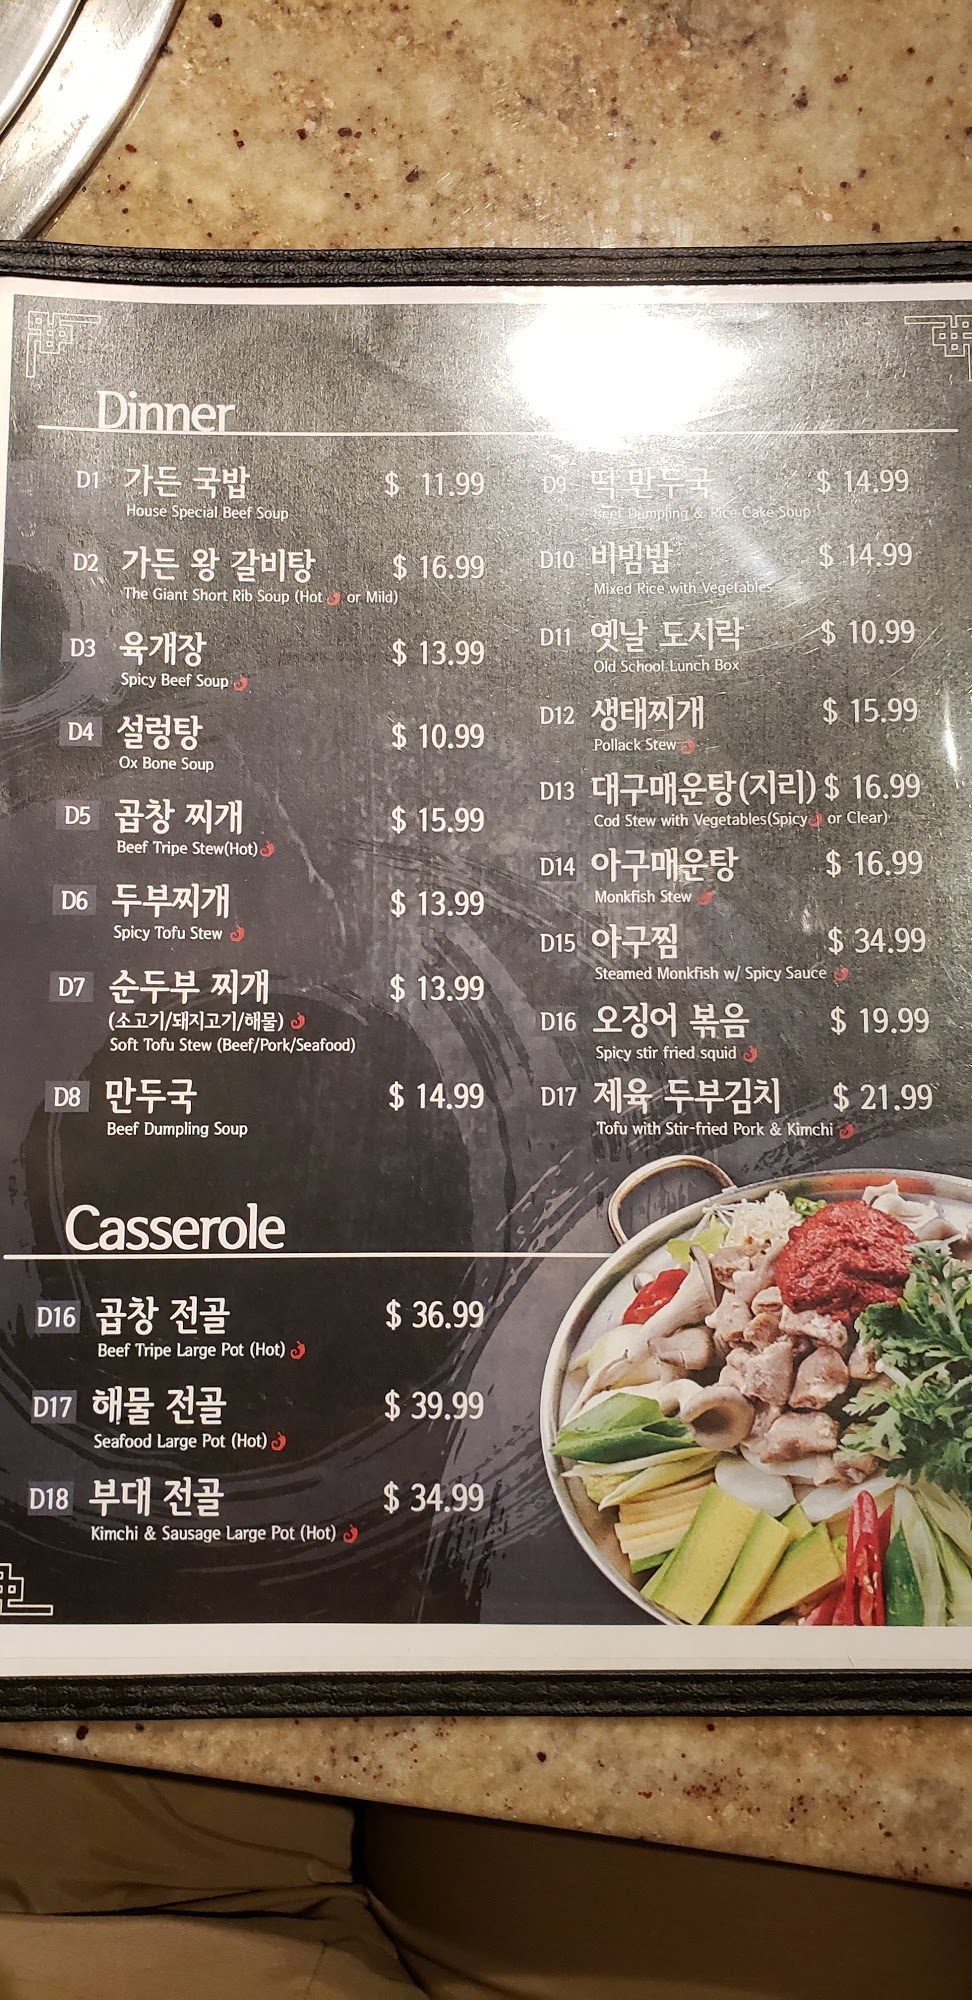 Dinner
D1 가든 국밥 $ 11.99
House Special Beef Soup
D2 가든 왕 갈비탕 $ 16.99
The Giant Short Rib Soup (Hot or Mild)
D3 육개장 $ 13.99
Spicy Beef Soup
D4 설렁탕 $ 10.99
Ox Bone Soup
D5 곱창 찌개 $ 15.99
Beef Tripe Stew(Hot)
D6 두부찌개 $ 13.99
Spicy Tofu Stew
D7 순두부 찌개 $ 13.99
(소고기/돼지고기/해물)
Soft Tofu Stew (Beef/Pork/Seafood)
D8 만두국 $ 14.99
Beef Dumpling Soup
D9 떡 만두국 $ 14.99
Beef Dumpling & Rice Cake Soup
D10 비빔밥 $ 14.99
Mixed Rice with Vegetables
D11 옛날 도시락 $ 10.99
Old School Lunch Box
D12 생태찌개 $ 15.99
Pollack Stew
D13 대구매운탕(지리) $ 16.99
Cod Stew with Vegetables(Spicy or Clear)
D14 아구매운탕 $ 16.99
Monkfish Stew
D15 아구찜 $ 34.99
Steamed Monkfish w/ Spicy Sauce
D16 오징어 볶음 $ 19.99
Spicy stir fried squid
D17 제육 두부김치 $ 21.99
Tofu with Stir-fried Pork & Kimchi
Casserole
D16 곱창 전골 $ 36.99
Beef Tripe Large Pot (Hot)
D17 해물 전골 $ 39.99
Seafood Large Pot (Hot)
D18 부대 전골 $ 34.99
Kimchi & Sausage Large Pot (Hot)